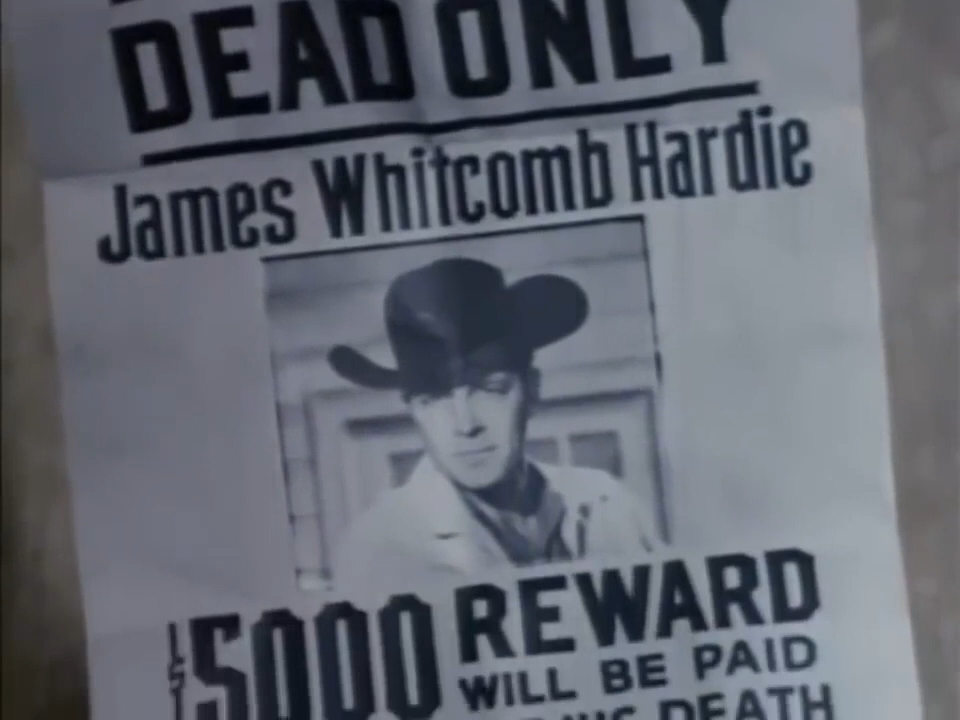 DEAD ONLY
James Whitcomb Hardie
$5000 REWARD
WILL BE PAID
DEATH